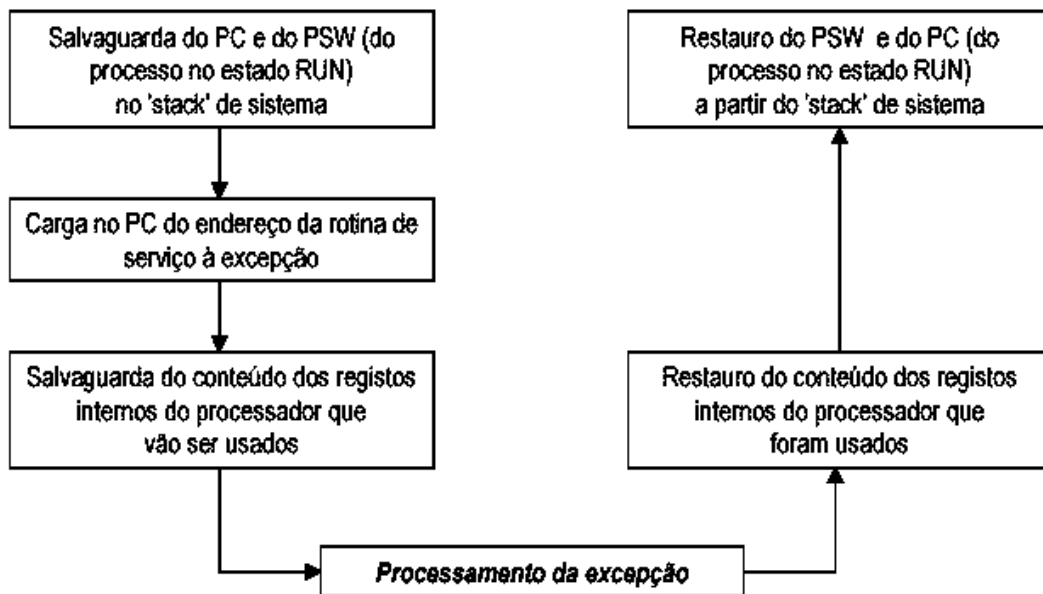 Salvaguarda do PC e do PSW (do
processo no estado RUN)
no 'stack' de sistema
Carga no PC do endereço da rotina de
serviço à excepção
Salvaguarda do conteúdo dos registos
internos do processador que
vão ser usados
Processamento da excepção
Restauro do conteúdo dos registos
internos do processador que
foram usados
Restauro do PSW e do PC (do
processo no estado RUN)
a partir do 'stack' de sistema